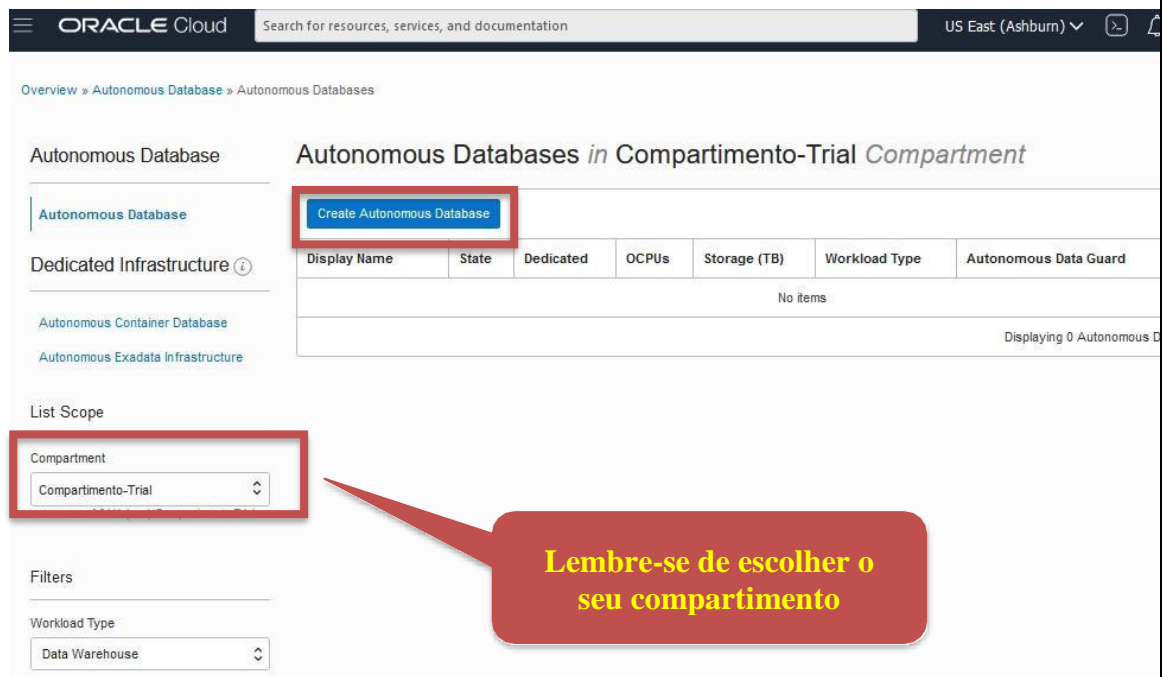 ORACLE Cloud
Search for resources, services, and documentation
US East (Ashburn)
Overview » Autonomous Database » Autonomous Databases
Autonomous Database
Autonomous Databases in Compartimento-Trial Compartment
Autonomous Database
Create Autonomous Database
Dedicated Infrastructure
Display Name State Dedicated OCPUs Storage (TB) Workload Type Autonomous Data Guard
No items
Autonomous Container Database
Displaying 0 Autonomous D
Autonomous Exadata Infrastructure
List Scope
Compartment
Compartimento-Trial
Lembre-se de escolher o
seu compartimento
Filters
Workload Type
Data Warehouse